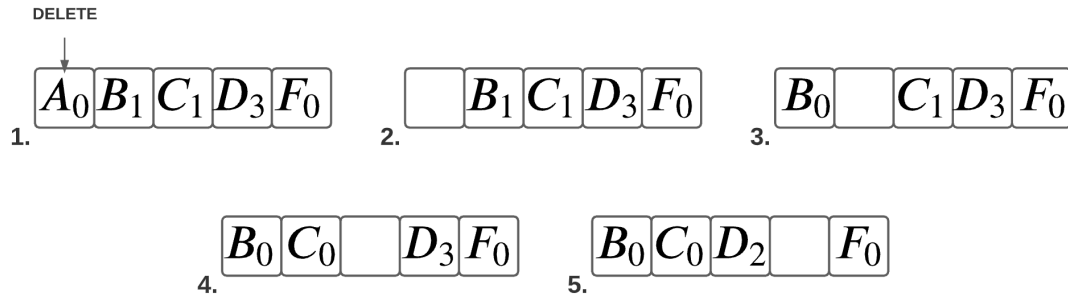 DELETE
1. A₀ B₁ C₁ D₃ F₀
2. B₁ C₁ D₃ F₀
3. B₀ C₁ D₃ F₀
4. B₀ C₀ D₃ F₀
5. B₀ C₀ D₂ F₀